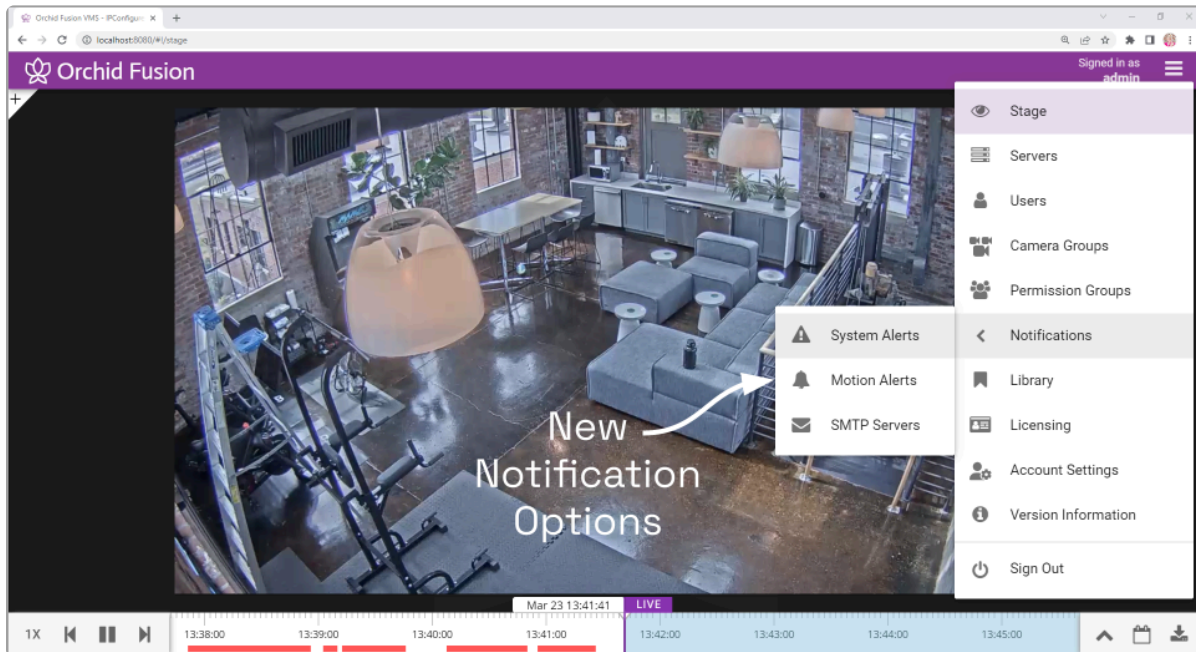 Orchid Fusion VMS - IPConfigure
localhost:8080/#!/stage
Orchid Fusion
Signed in as
admin
Stage
Servers
Users
Camera Groups
Permission Groups
Notifications
System Alerts
Motion Alerts
SMTP Servers
Library
Licensing
Account Settings
Version Information
Sign Out
New
Notification
Options
Mar 23 13:41:41 LIVE
1X 13:38:00 13:39:00 13:40:00 13:41:00 13:42:00 13:43:00 13:44:00 13:45:00